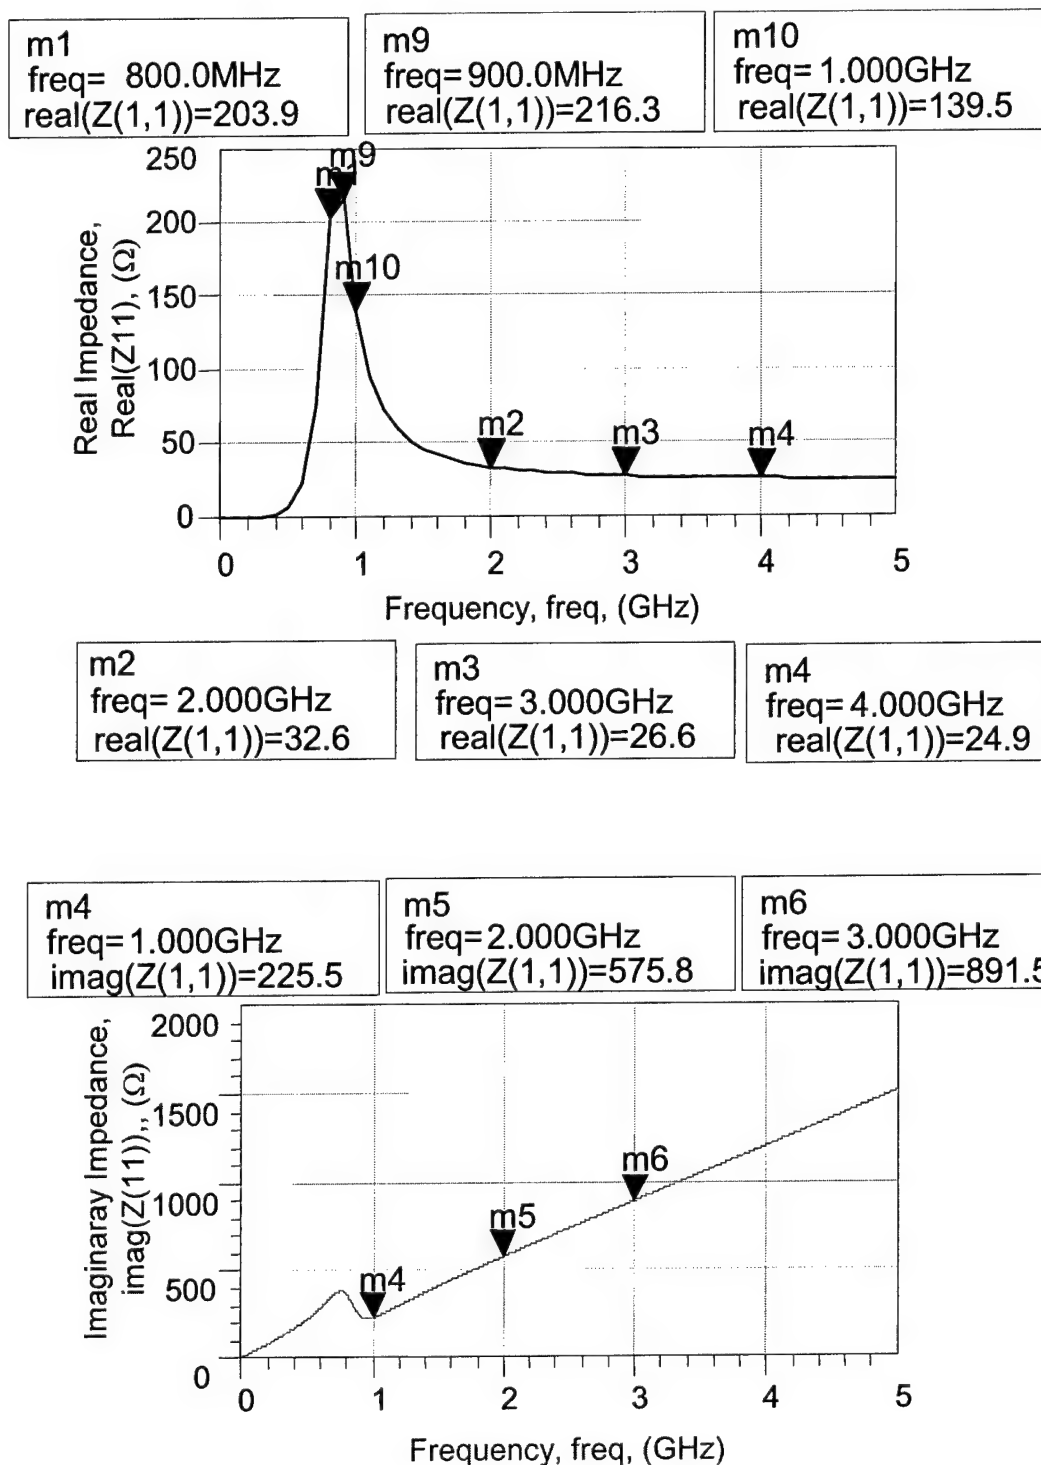 m1
freq= 800.0MHz
real(Z(1,1))=203.9
m9
freq=900.0MHz
real(Z(1,1))=216.3
m10
freq=1.000GHz
real(Z(1,1))=139.5
250
200
150
100
50
0
Real Impedance,
Real(Z11), (Ω)
m9
m1
m10
m2
m3
m4
0
1
2
3
4
5
Frequency, freq, (GHz)
m2
freq= 2.000GHz
real(Z(1,1))=32.6
m3
freq=3.000GHz
real(Z(1,1))=26.6
m4
freq=4.000GHz
real(Z(1,1))=24.9
m4
freq=1.000GHz
imag(Z(1,1))=225.5
m5
freq=2.000GHz
imag(Z(1,1))=575.8
m6
freq=3.000GHz
imag(Z(1,1))=891.5
2000
1500
1000
500
0
Imaginaray Impedance,
imag(Z(11)),, (Ω)
m4
m5
m6
0
1
2
3
4
5
Frequency, freq, (GHz)